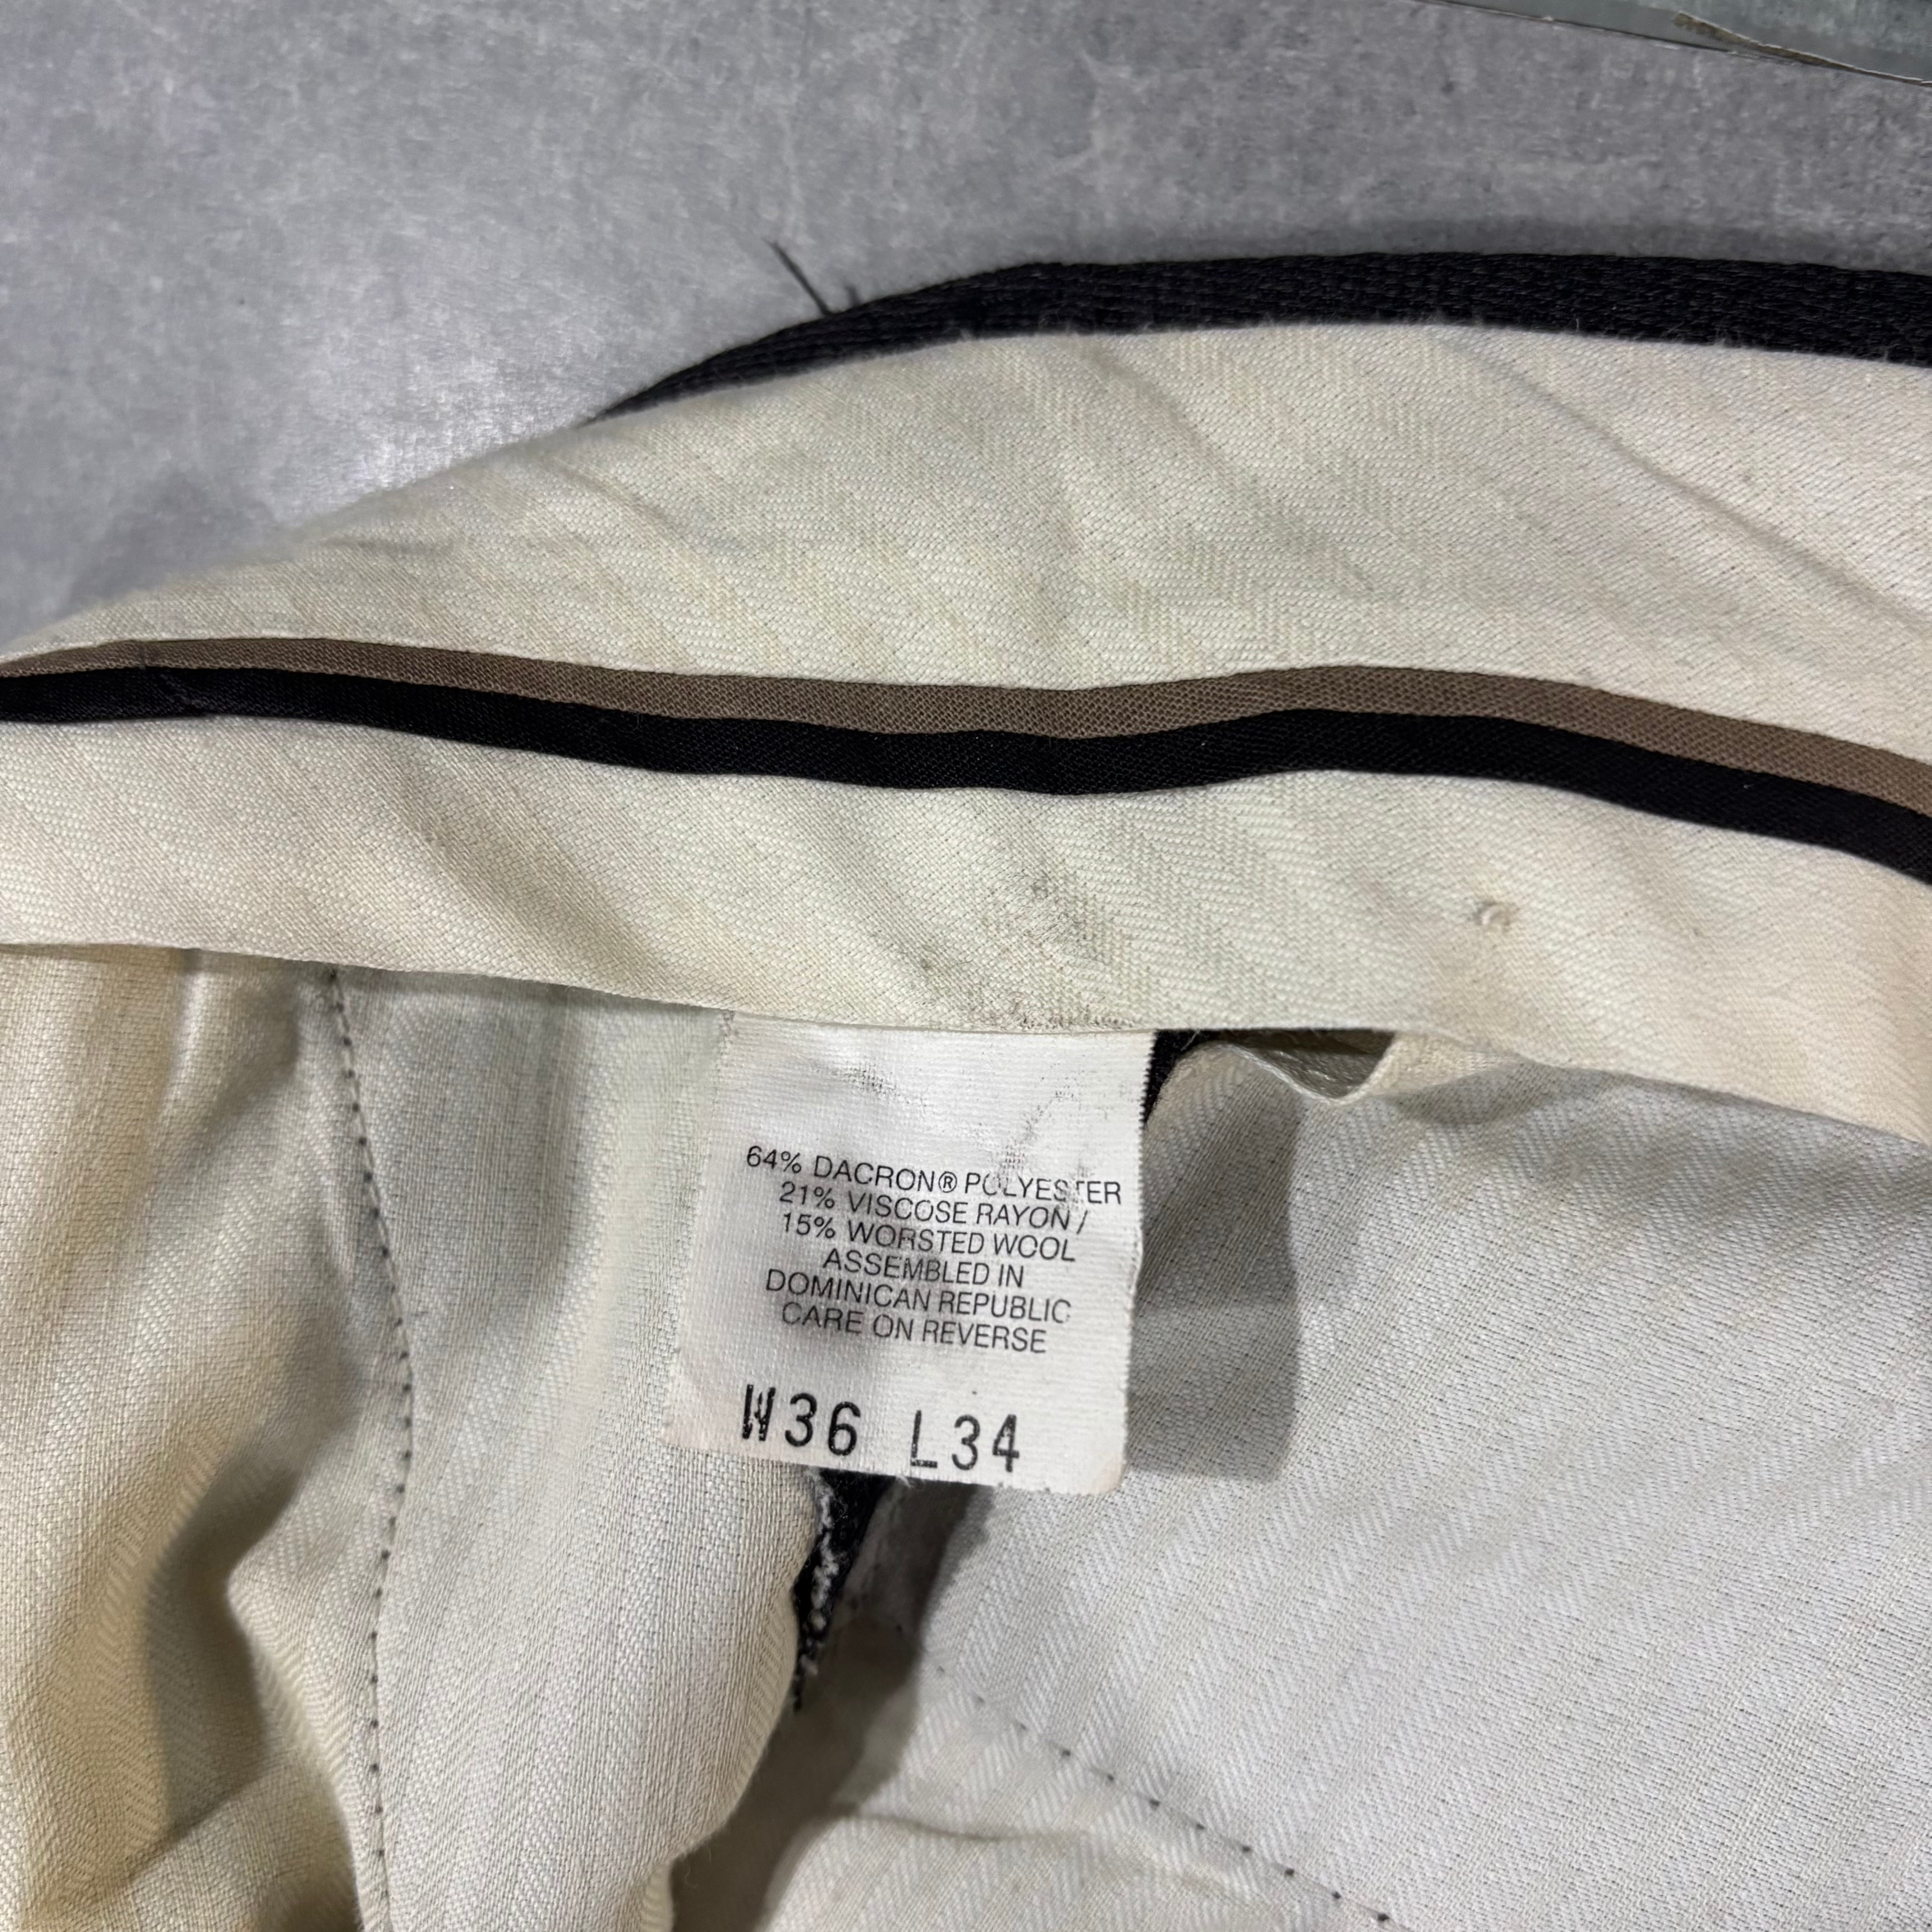 64% DACRON® POLYESTER
21% VISCOSE RAYON /
15% WORSTED WOOL
ASSEMBLED IN
DOMINICAN REPUBLIC
CARE ON REVERSE
W36 L34